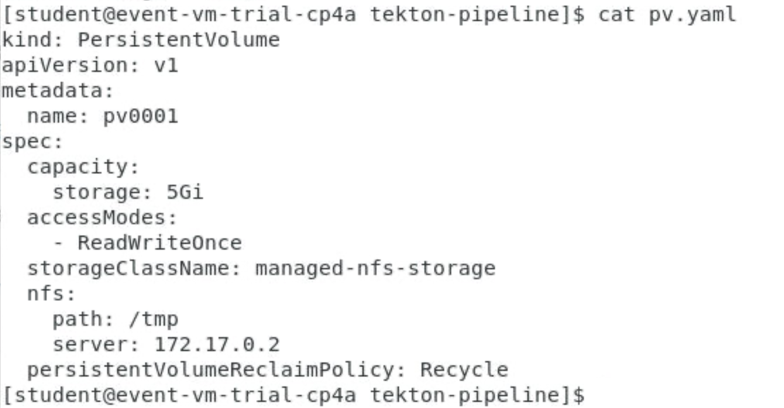 [student@event-vm-trial-cp4a tekton-pipeline]$ cat pv.yaml
kind: PersistentVolume
apiVersion: v1
metadata:
  name: pv0001
spec:
  capacity:
    storage: 5Gi
  accessModes:
    - ReadWriteOnce
  storageClassName: managed-nfs-storage
  nfs:
    path: /tmp
    server: 172.17.0.2
  persistentVolumeReclaimPolicy: Recycle
[student@event-vm-trial-cp4a tekton-pipeline]$